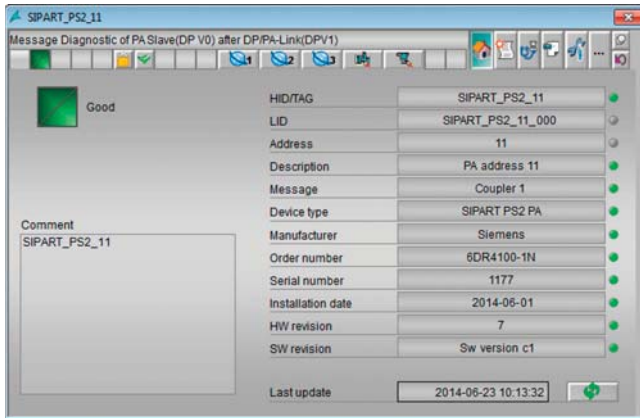 SIPART_PS2_11
Message Diagnostic of PA Slave(DP V0) after DP/PA-Link(DPV1)
1 2 3 ...
Good
HID/TAG SIPART_PS2_11
LID SIPART_PS2_11_000
Address 11
Description PA address 11
Message Coupler 1
Device type SIPART PS2 PA
Comment
SIPART_PS2_11
Manufacturer Siemens
Order number 6DR4100-1N
Serial number 1177
Installation date 2014-06-01
HW revision 7
SW revision Sw version c1
Last update 2014-06-23 10:13:32